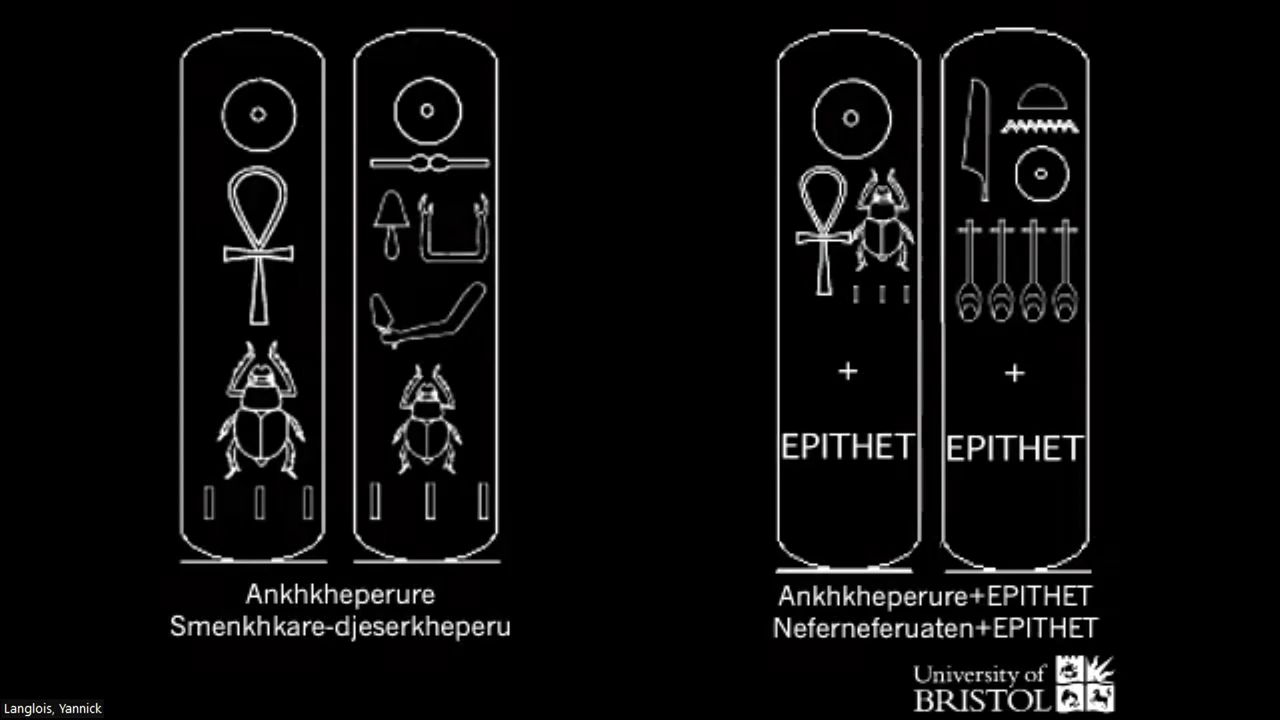 EPITHET EPITHET
Ankhkheperure
Smenkhkare-djeserkheperu
Ankhkheperure+EPITHET
Neferneferuaten+EPITHET
University of
BRISTOL
Langlois, Yannick